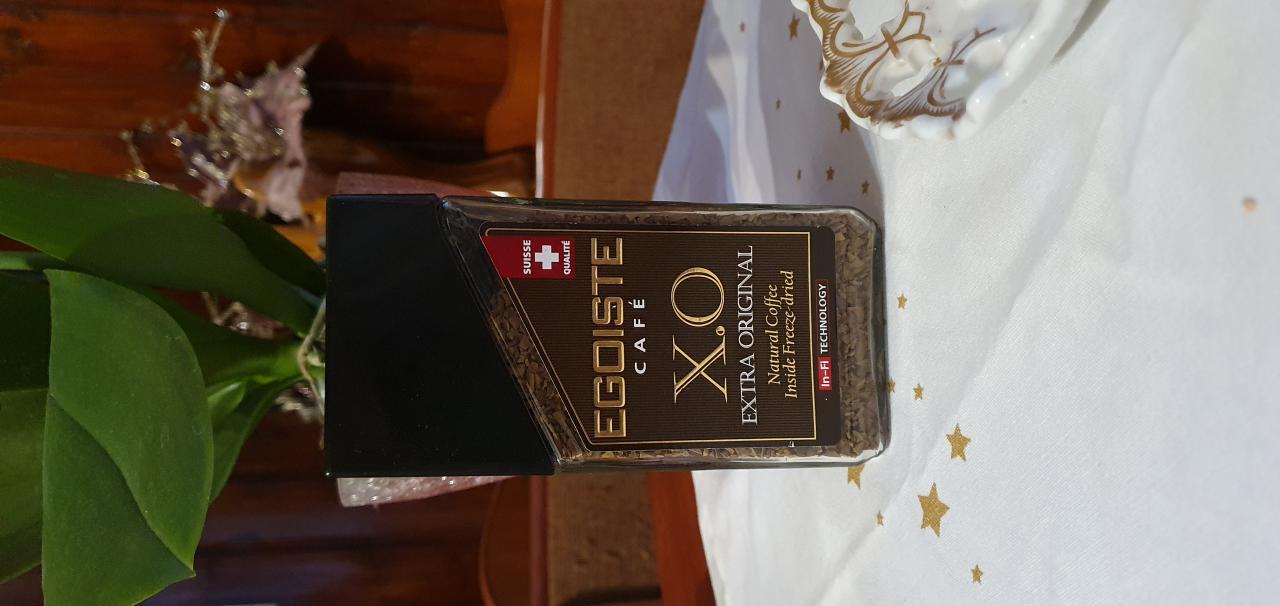 SUISSE
QUALITÉ
EGOISTE
CAFÉ
X.O
EXTRA ORIGINAL
Natural Coffee
Inside Freeze-dried
In-Fi TECHNOLOGY